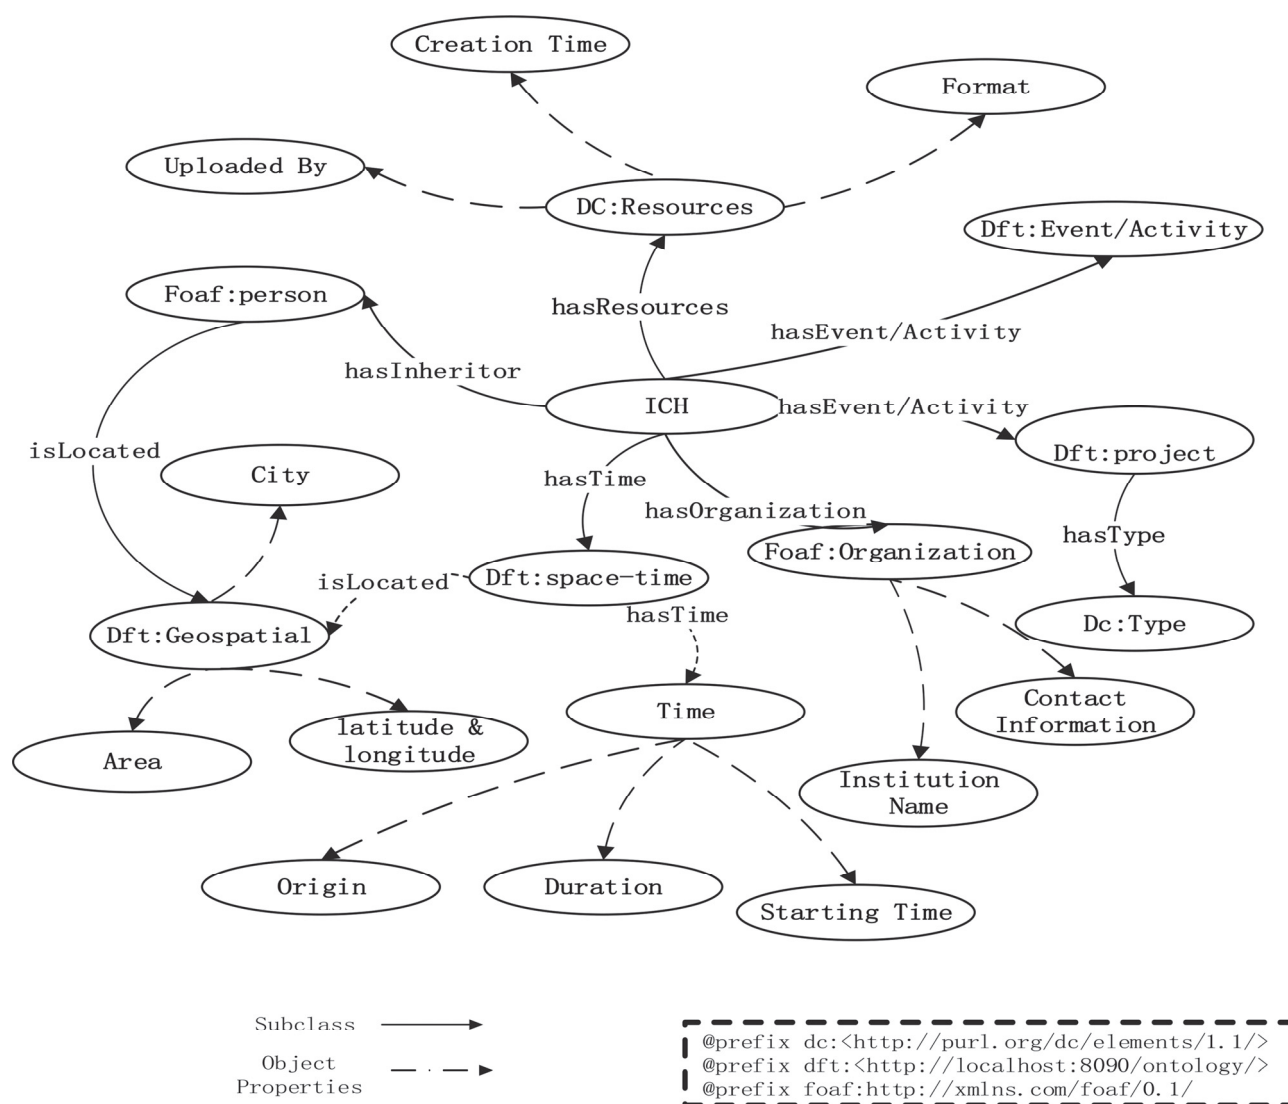 Creation Time
Format
Uploaded By
DC:Resources
Dft:Event/Activity
Foaf:person
hasResources
hasEvent/Activity
hasInheritor
ICH
hasEvent/Activity
isLocated
Dft:project
City
hasTime
hasOrganization
hasType
Foaf:Organization
isLocated
Dft:space-time
hasTime
Dc:Type
Dft:Geospatial
Contact
Information
Time
latitude &
longitude
Area
Institution
Name
Origin
Duration
Starting Time
Subclass
Object
Properties
@prefix dc:<http://purl.org/dc/elements/1.1/>
@prefix dft:<http://localhost:8090/ontology/>
@prefix foaf:http://xmlns.com/foaf/0.1/